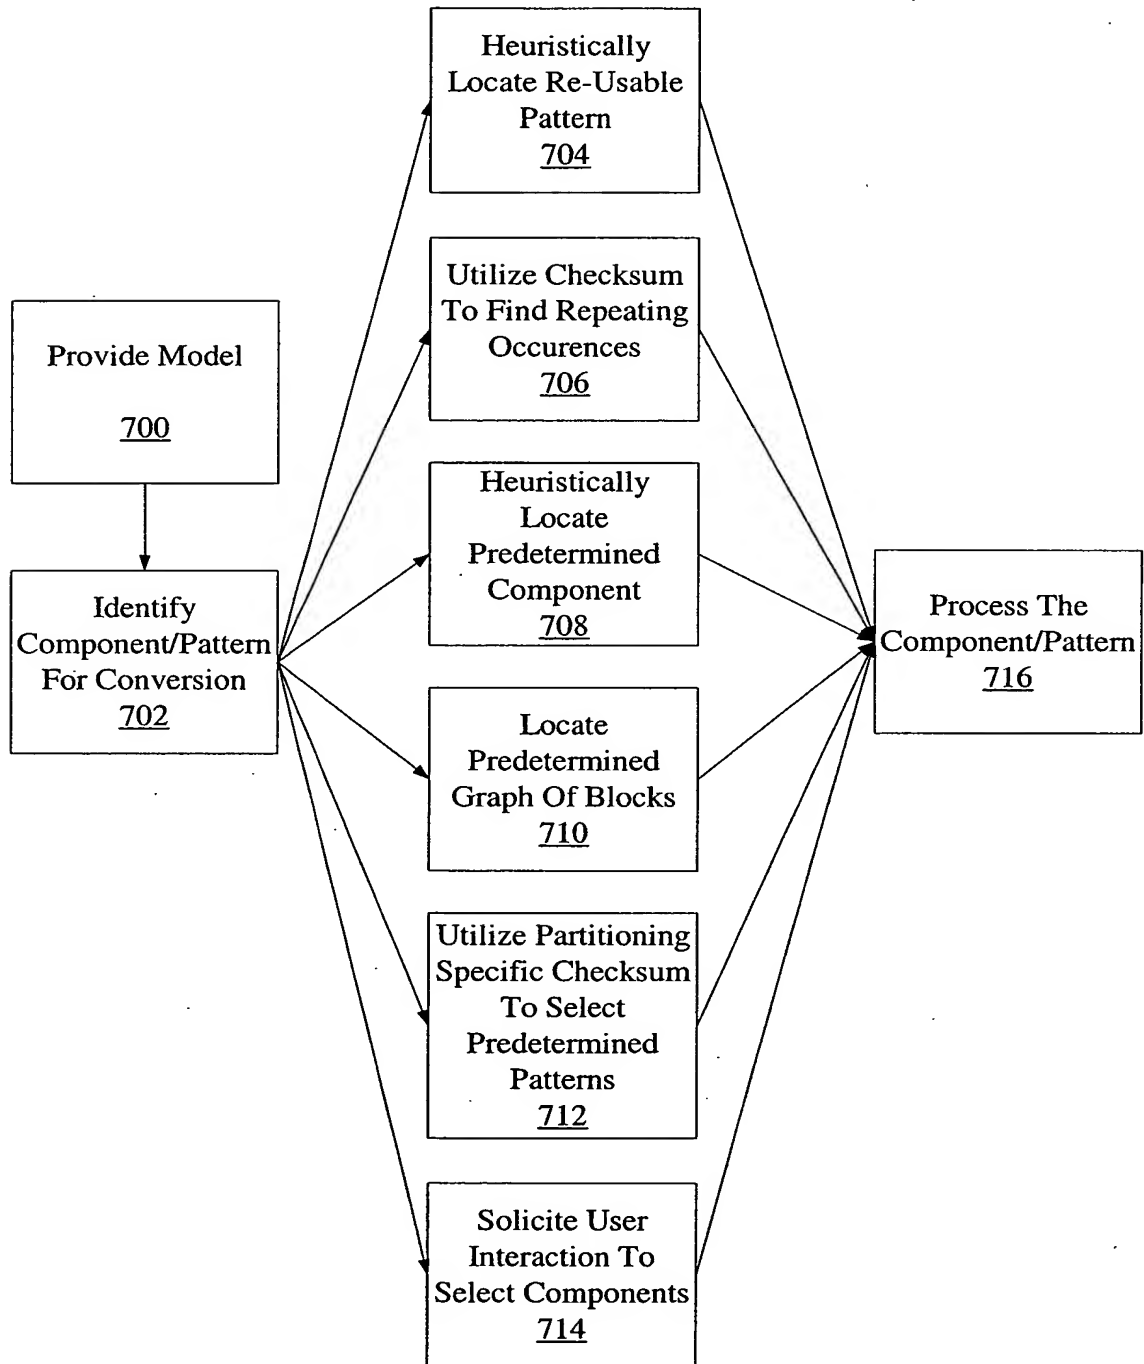 Heuristically
Locate Re-Usable
Pattern
704
Utilize Checksum
To Find Repeating
Occurences
706
Provide Model
700
Heuristically
Locate
Predetermined
Component
708
Identify
Component/Pattern
For Conversion
702
Process The
Component/Pattern
716
Locate
Predetermined
Graph Of Blocks
710
Utilize Partitioning
Specific Checksum
To Select
Predetermined
Patterns
712
Solicite User
Interaction To
Select Components
714